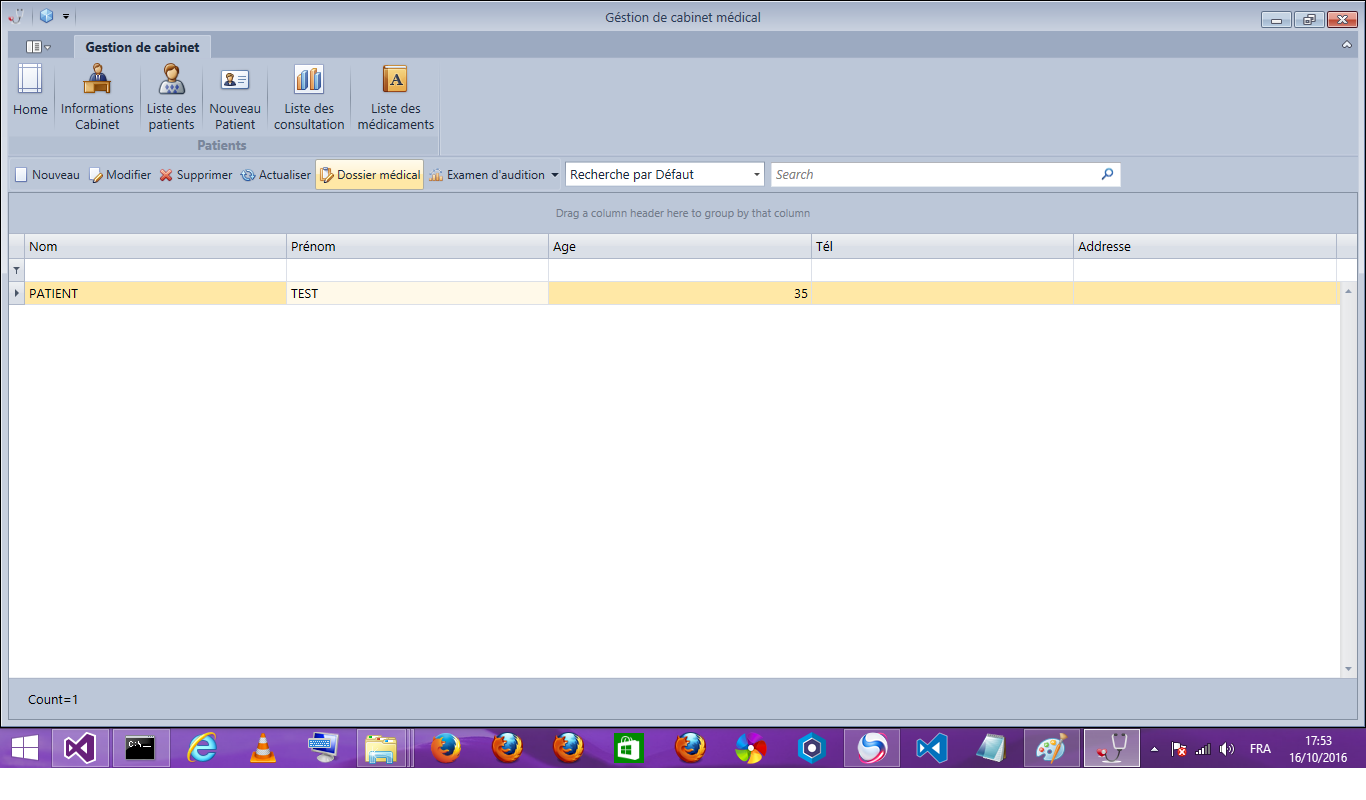 Géstion de cabinet médical
Gestion de cabinet
Home
Informations Cabinet
Liste des patients
Nouveau Patient
Liste des consultation
Liste des médicaments
Patients
Nouveau Modifier Supprimer Actualiser Dossier médical Examen d'audition Recherche par Défaut Search
Drag a column header here to group by that column
Nom Prénom Age Tél Addresse
PATIENT TEST 35
Count=1
C:\._
A
FRA
17:53
16/10/2016